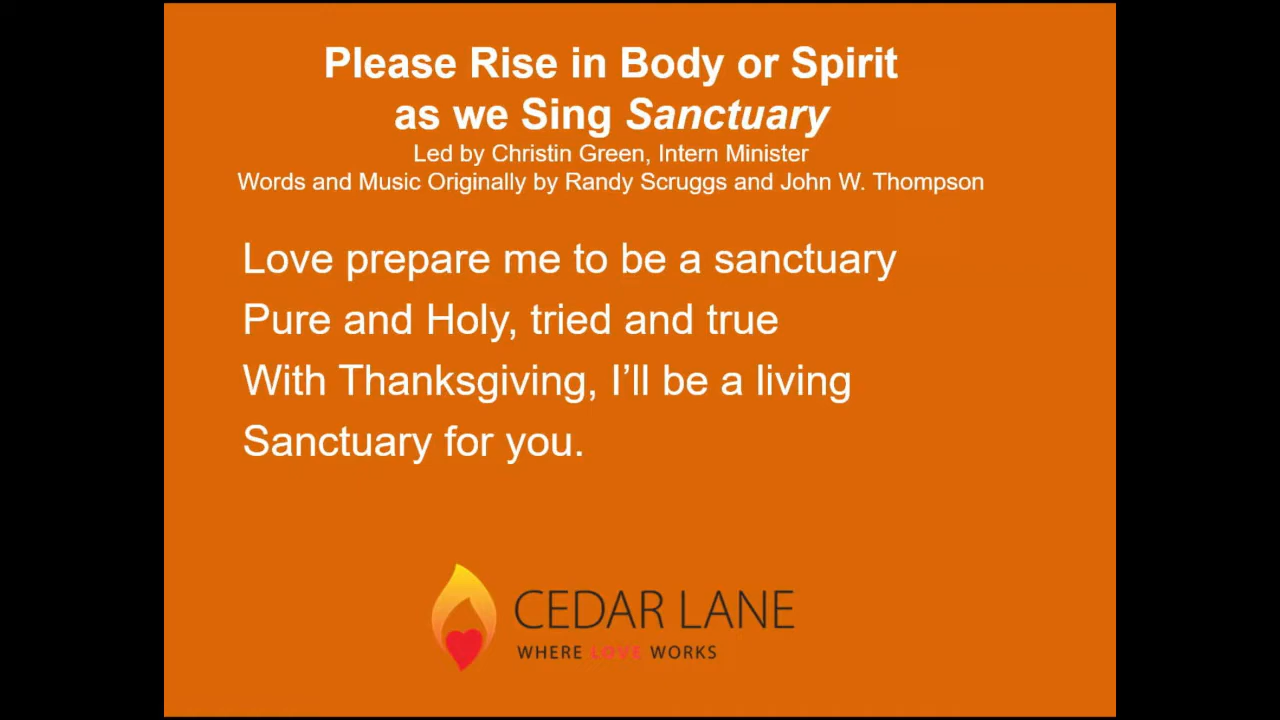 Please Rise in Body or Spirit
as we Sing Sanctuary
Led by Christin Green, Intern Minister
Words and Music Originally by Randy Scruggs and John W. Thompson
Love prepare me to be a sanctuary
Pure and Holy, tried and true
With Thanksgiving, I’ll be a living
Sanctuary for you.
CEDAR LANE
WHERE LOVE WORKS